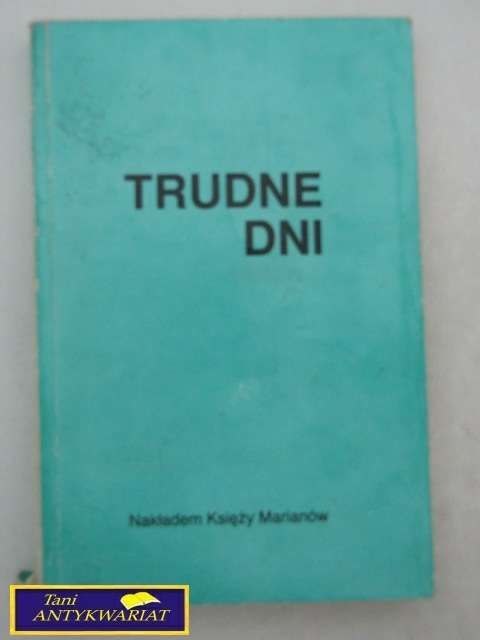 TRUDNE
DNI
Nakładem Księży Marianów
Tani
ANTYKWARIAT